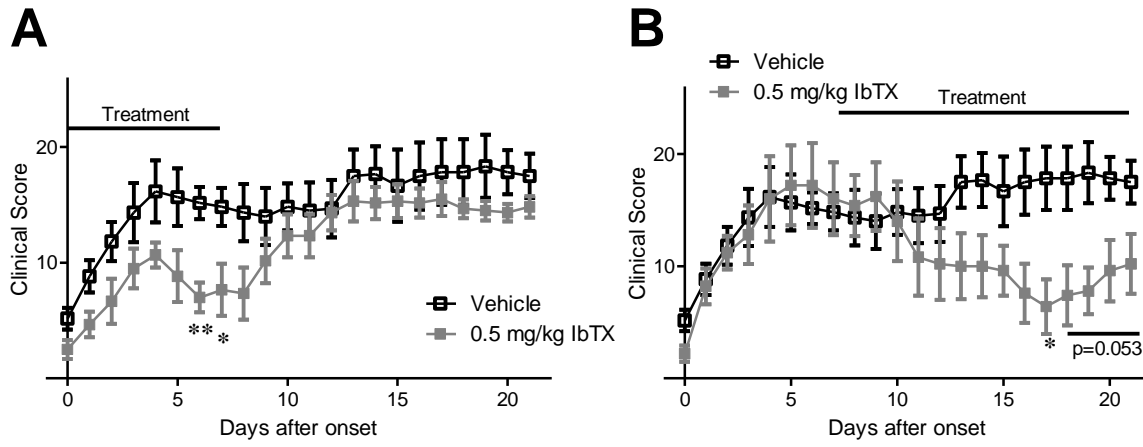 A
Treatment
Clinical Score
20
10
Vehicle
0.5 mg/kg IbTX
**
*
0 5 10 15 20
Days after onset
B
Vehicle
0.5 mg/kg IbTX
Treatment
Clinical Score
20
10
*
p=0.053
0 5 10 15 20
Days after onset